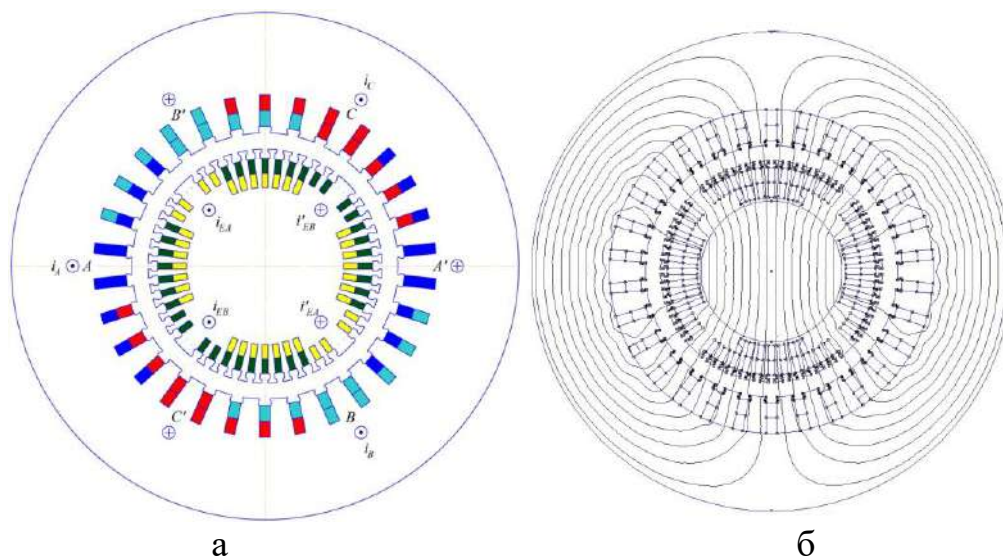 i_C
B' C
i_EA i'_EB
i_A A A'
i_EB i'_EA
C' B
i_B
а б